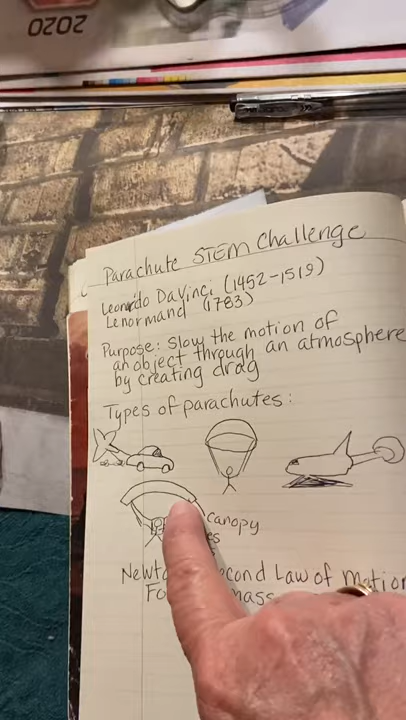 2020
Parachute STEM Challenge
Leonardo DaVinci (1452-1519)
Lenormand (1783)
Purpose: Slow the motion of
an object through an atmosphere
by creating drag
Types of parachutes:
canopy
Second Law of Motion
mass